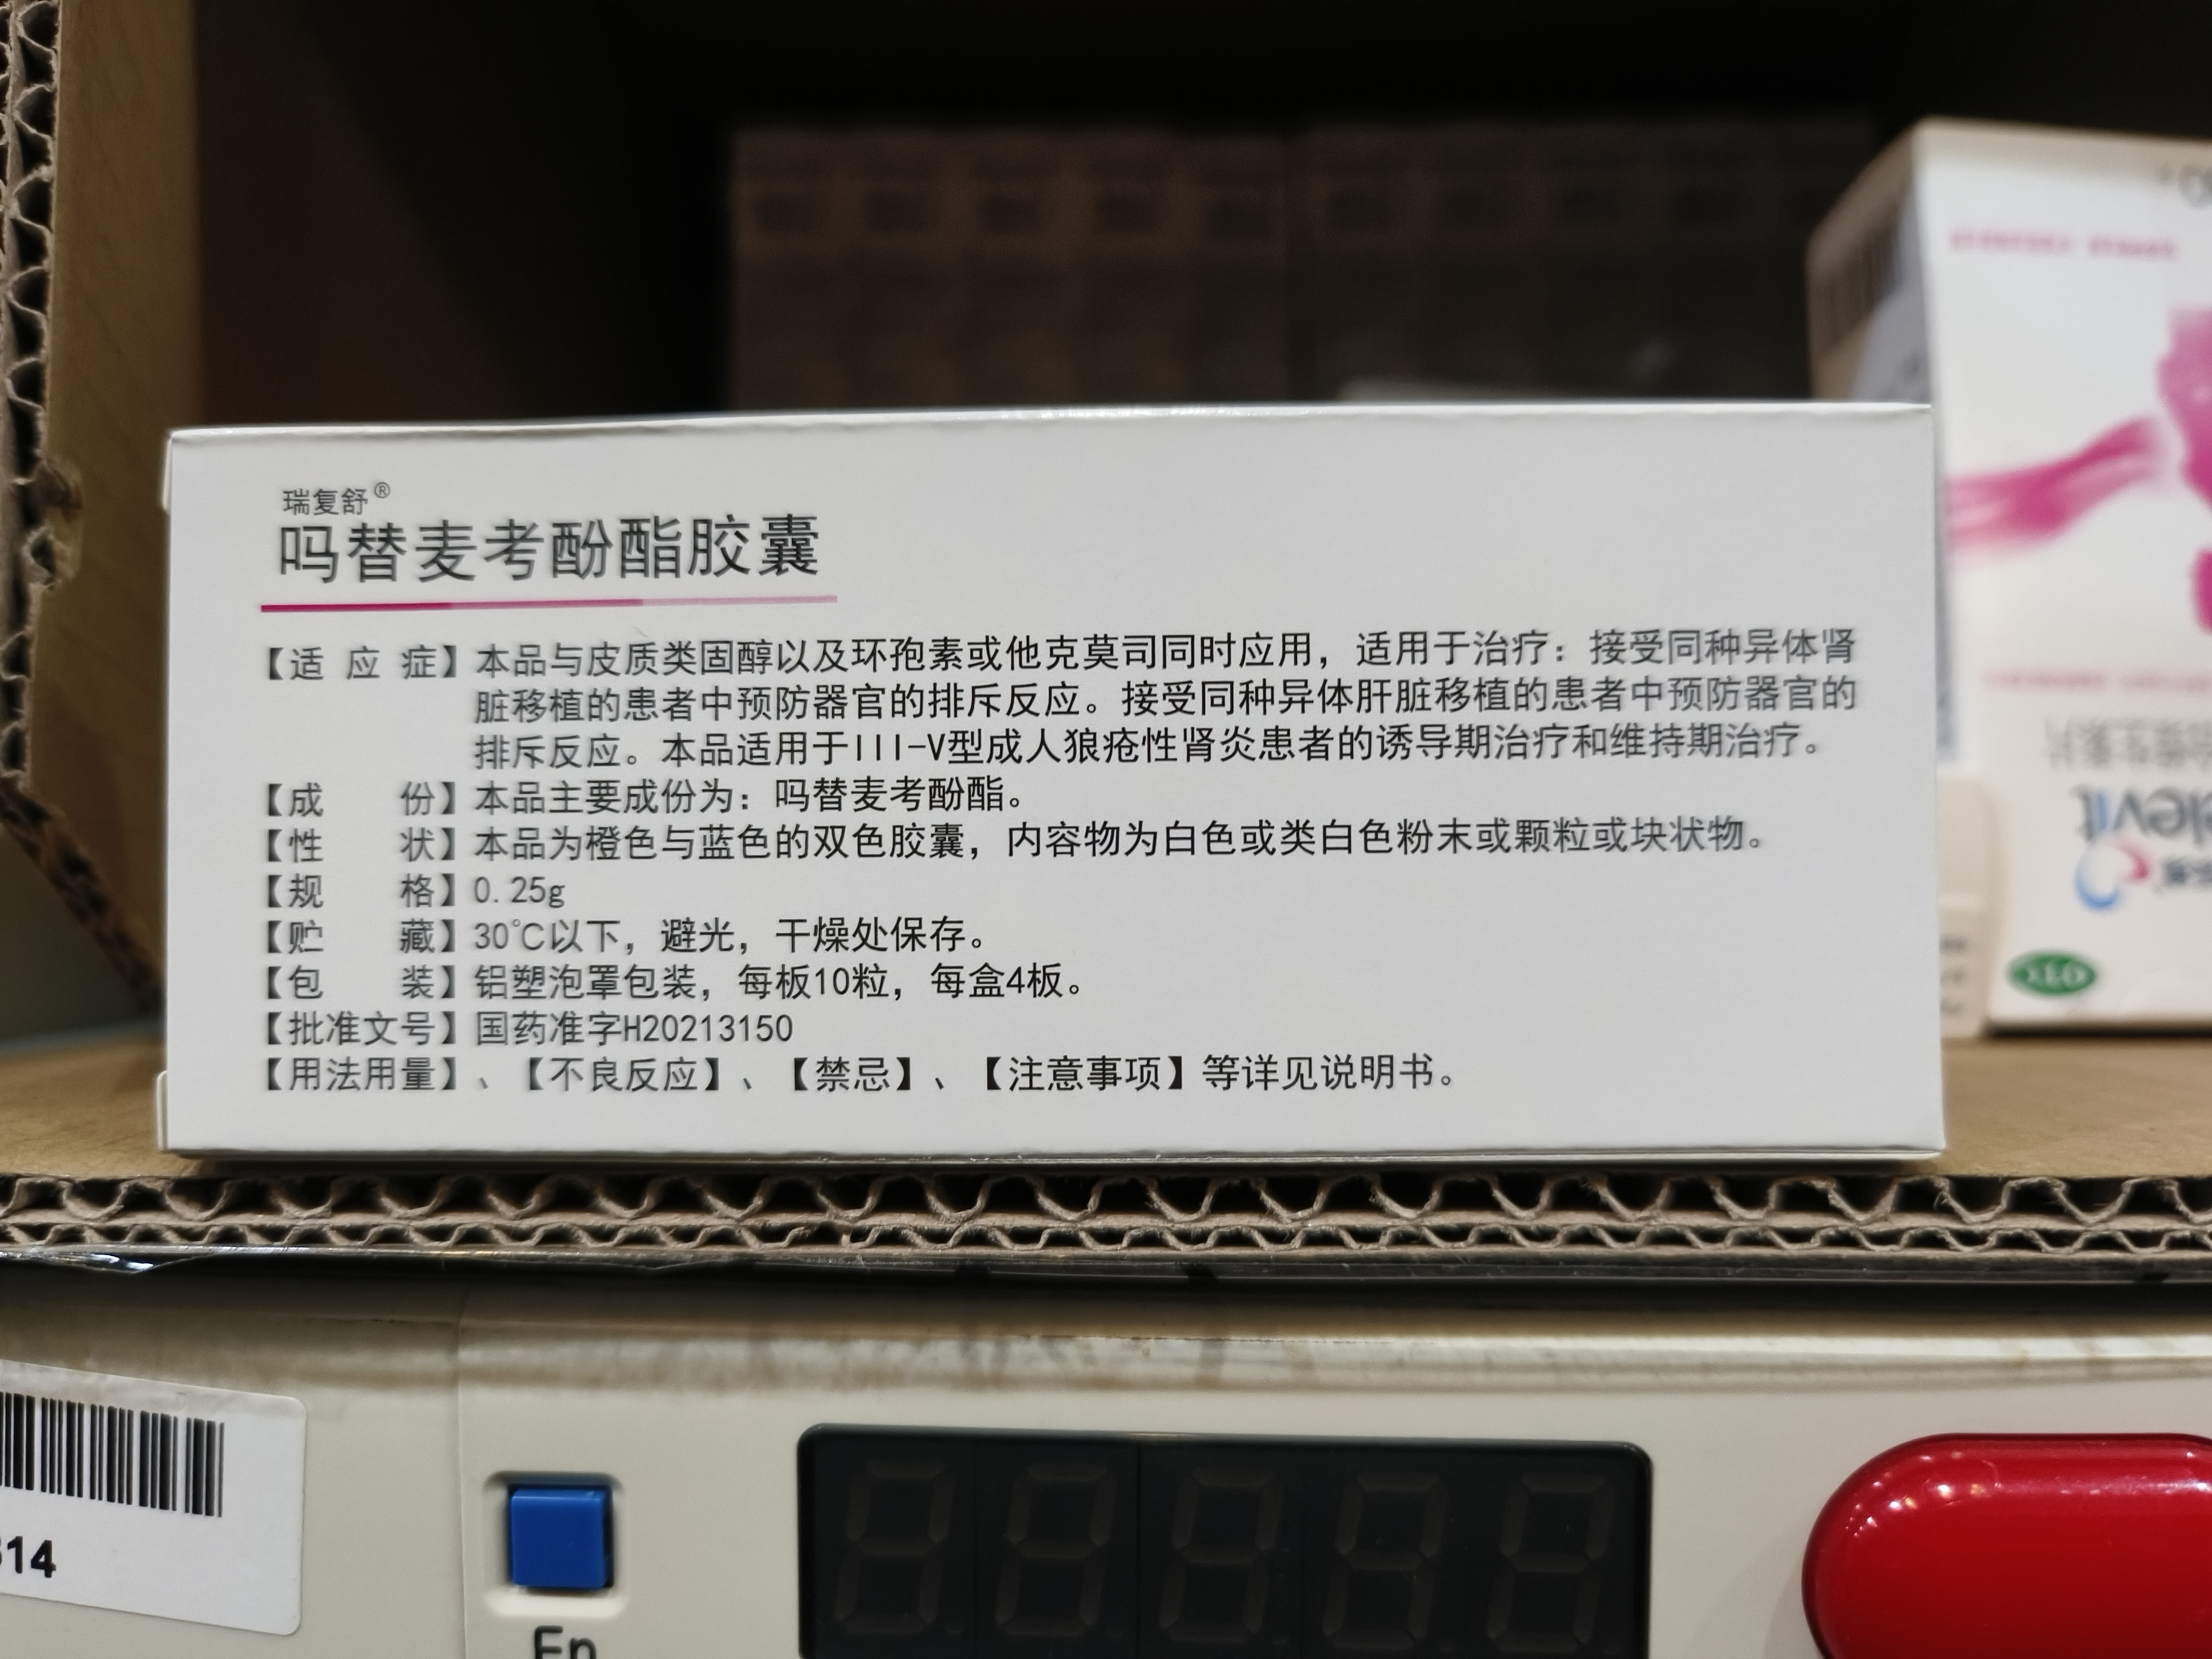 瑞复舒®
吗替麦考酚酯胶囊
【适应症】本品与皮质类固醇以及环孢素或他克莫司同时应用，适用于治疗：接受同种异体肾
脏移植的患者中预防器官的排斥反应。接受同种异体肝脏移植的患者中预防器官的
排斥反应。本品适用于III-V型成人狼疮性肾炎患者的诱导期治疗和维持期治疗。
【成份】本品主要成份为：吗替麦考酚酯。
【性状】本品为橙色与蓝色的双色胶囊，内容物为白色或类白色粉末或颗粒或块状物。
【规格】0.25g
【贮藏】30℃以下，避光，干燥处保存。
【包装】铝塑泡罩包装，每板10粒，每盒4板。
【批准文号】国药准字H20213150
【用法用量】、【不良反应】、【禁忌】、【注意事项】等详见说明书。
elevit
OTC
14
Fn